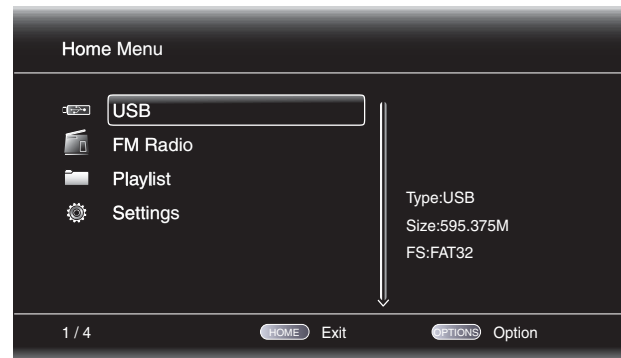 Home Menu
USB
FM Radio
Playlist
Settings
Type:USB
Size:595.375M
FS:FAT32
1 / 4 HOME Exit OPTIONS Option